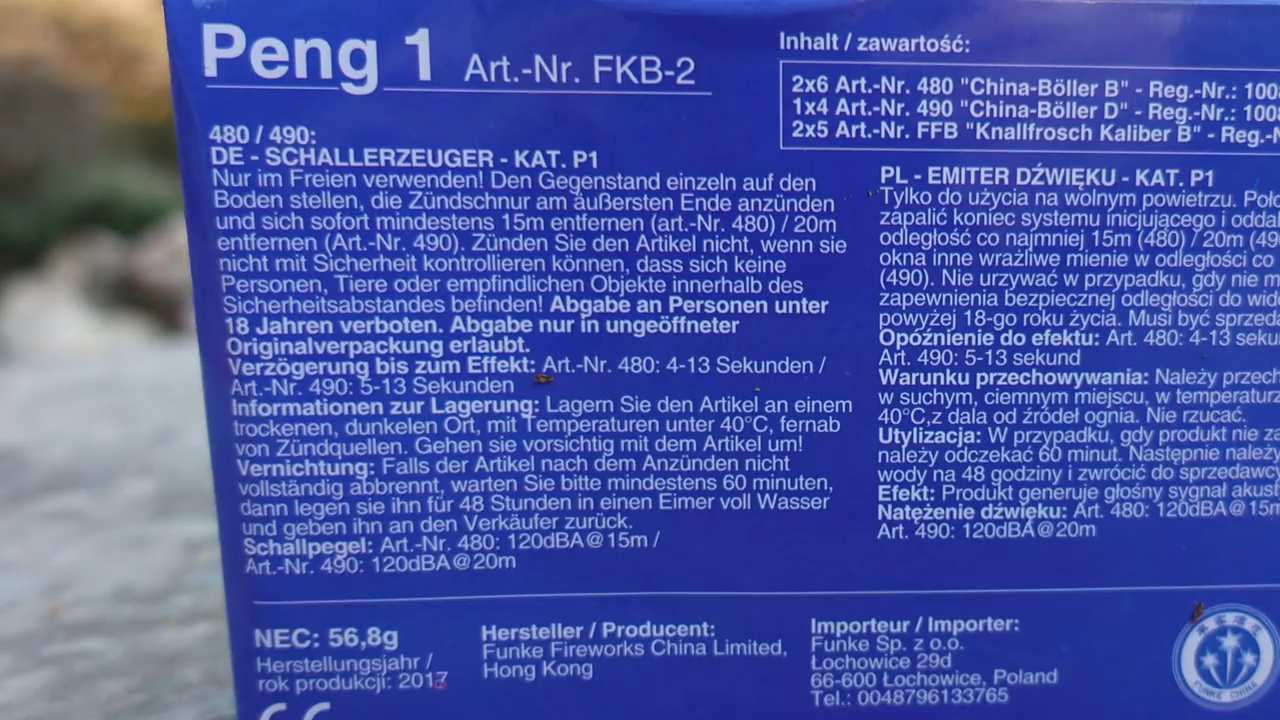 Peng 1 Art.-Nr. FKB-2
Inhalt / zawartość:
2x6 Art.-Nr. 480 "China-Böller B" - Reg.-Nr.: 100
1x4 Art.-Nr. 490 "China-Böller D" - Reg.-Nr.: 100
2x5 Art.-Nr. FFB "Knallfrosch Kaliber B" - Reg.-N
480 / 490:
DE - SCHALLERZEUGER - KAT. P1
Nur im Freien verwenden! Den Gegenstand einzeln auf den
Boden stellen, die Zündschnur am äußersten Ende anzünden
und sich sofort mindestens 15m entfernen (art.-Nr. 480) / 20m
entfernen (Art.-Nr. 490). Zünden Sie den Artikel nicht, wenn sie
nicht mit Sicherheit kontrollieren können, dass sich keine
Personen, Tiere oder empfindlichen Objekte innerhalb des
Sicherheitsabstandes befinden! Abgabe an Personen unter
18 Jahren verboten. Abgabe nur in ungeöffneter
Originalverpackung erlaubt.
Verzögerung bis zum Effekt: Art.-Nr. 480: 4-13 Sekunden /
Art.-Nr. 490: 5-13 Sekunden
Informationen zur Lagerung: Lagern Sie den Artikel an einem
trockenen, dunkelen Ort, mit Temperaturen unter 40°C, fernab
von Zündquellen. Gehen sie vorsichtig mit dem Artikel um!
Vernichtung: Falls der Artikel nach dem Anzünden nicht
vollständig abbrennt, warten Sie bitte mindestens 60 minuten,
dann legen sie ihn für 48 Stunden in einen Eimer voll Wasser
und geben ihn an den Verkäufer zurück.
Schallpegel: Art.-Nr. 480: 120dBA@15m /
Art.-Nr. 490: 120dBA@20m
PL - EMITER DŹWIĘKU - KAT. P1
Tylko do użycia na wolnym powietrzu. Poło
zapalić koniec systemu inicjującego i odda
odległość co najmniej 15m (480) / 20m (49
okna inne wrażliwe mienie w odległości co
(490). Nie urzywać w przypadku, gdy nie m
zapewnienia bezpiecznej odległości do wid
powyżej 18-go roku życia. Musi być sprzeda
Opóźnienie do efektu: Art. 480: 4-13 seku
Art. 490: 5-13 sekund
Warunku przechowywania: Należy przech
w suchym, ciemnym miejscu, w temperaturz
40°C,z dala od źródeł ognia. Nie rzucać.
Utylizacja: W przypadku, gdy produkt nie za
należy odczekać 60 minut. Następnie należy
wody na 48 godziny i zwrócić do sprzedawcy
Efekt: Produkt generuje głośny sygnał akust
Natężenie dźwięku: Art. 480: 120dBA@15m
Art. 490: 120dBA@20m
NEC: 56,8g
Herstellungsjahr /
rok produkcji: 2017
Hersteller / Producent:
Funke Fireworks China Limited,
Hong Kong
Importeur / Importer:
Funke Sp. z o.o.
Łochowice 29d
66-600 Łochowice, Poland
Tel.: 0048796133765
FUNKE CHINA
CE